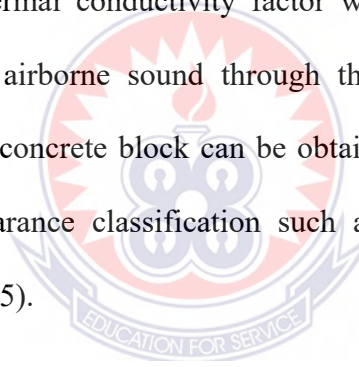 ermal conductivity factor w
airborne sound through th
concrete block can be obtai
arance classification such a
5).
EDUCATION FOR SERVICE